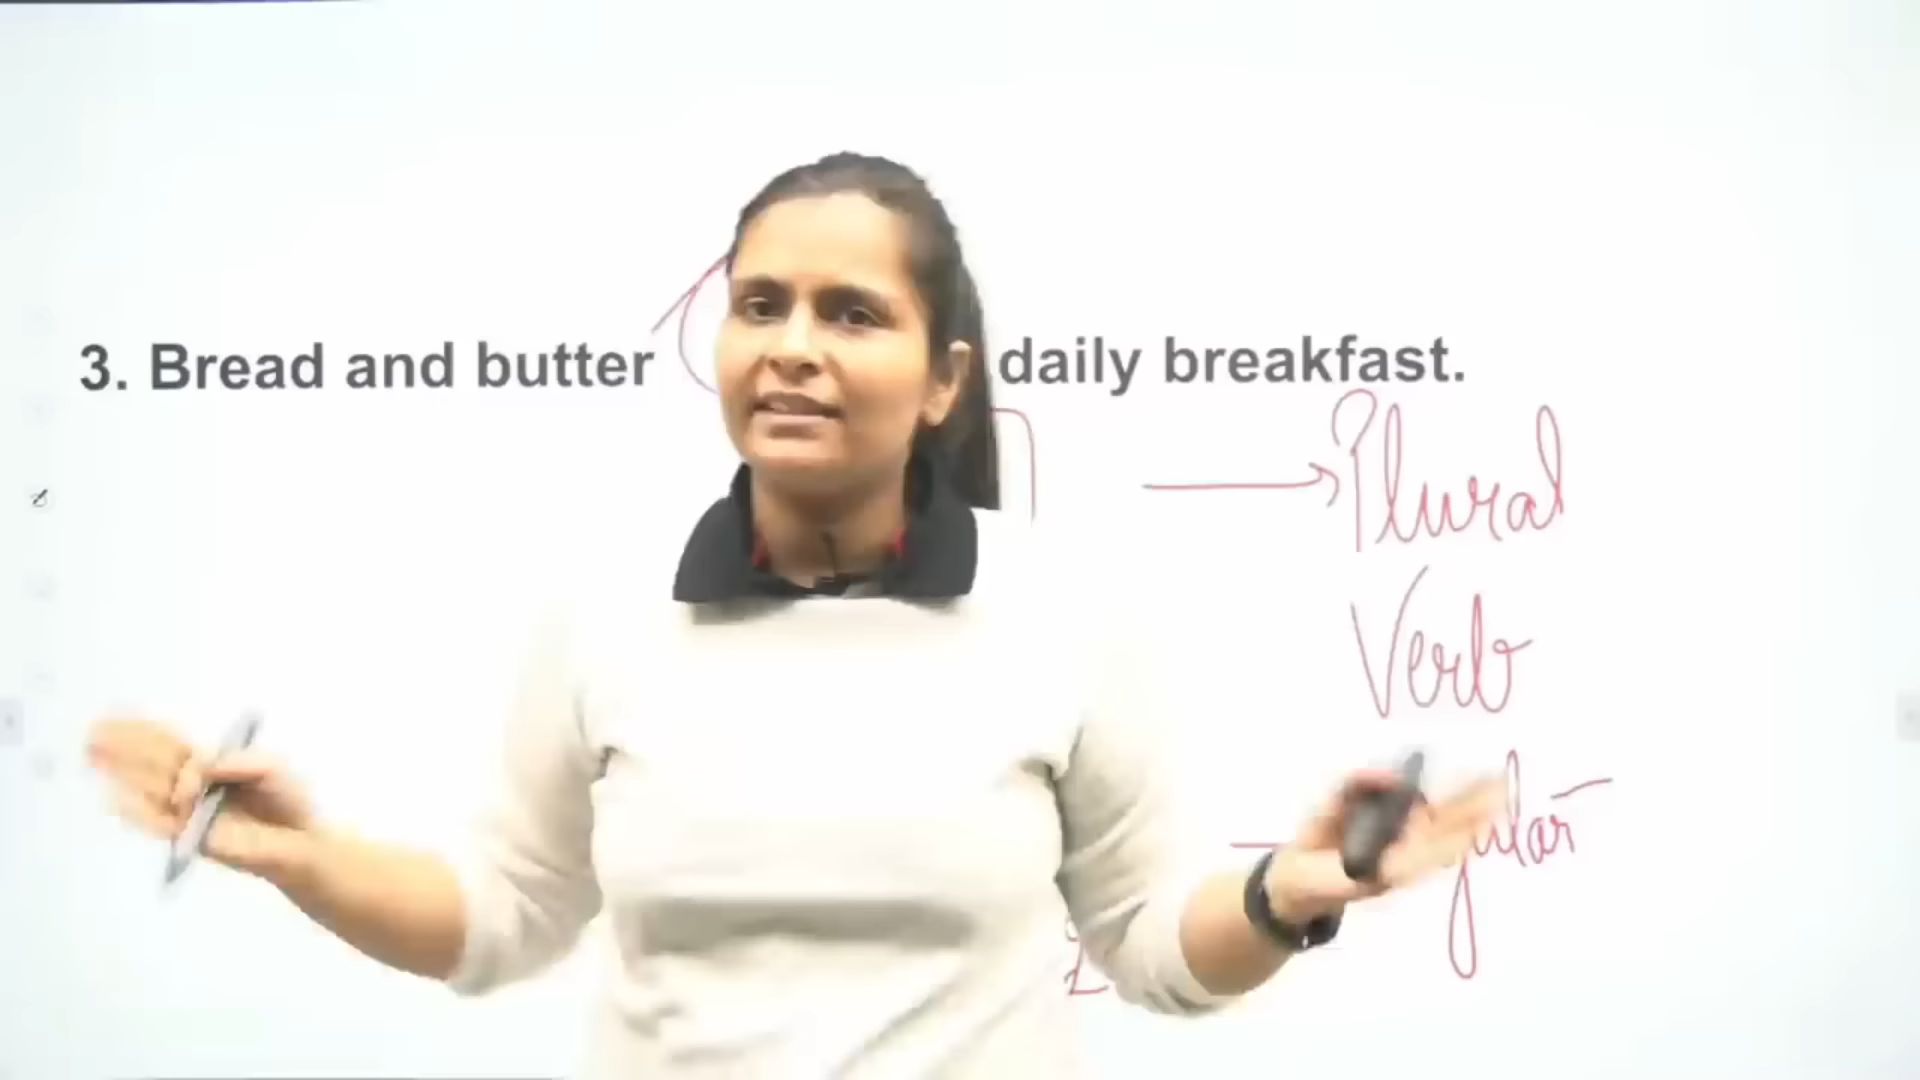 3. Bread and butter daily breakfast.
Plural
Verb